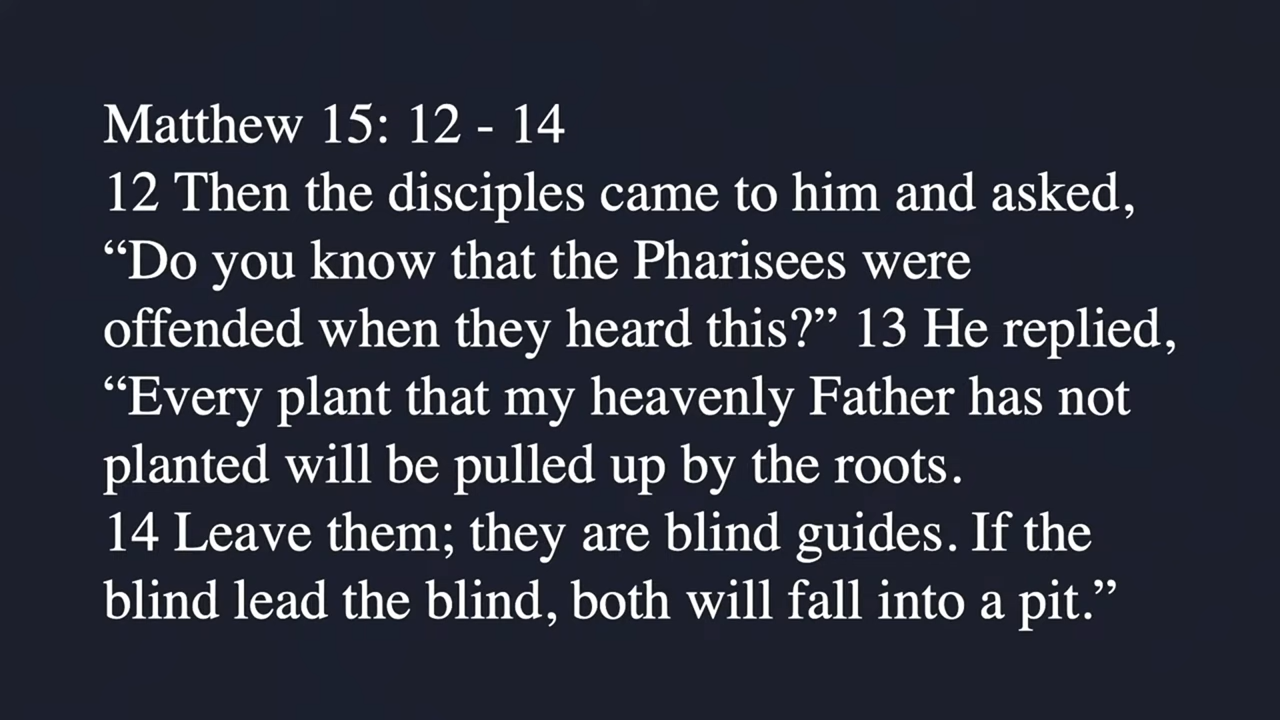 Matthew 15: 12 - 14
12 Then the disciples came to him and asked,
“Do you know that the Pharisees were
offended when they heard this?” 13 He replied,
“Every plant that my heavenly Father has not
planted will be pulled up by the roots.
14 Leave them; they are blind guides. If the
blind lead the blind, both will fall into a pit.”